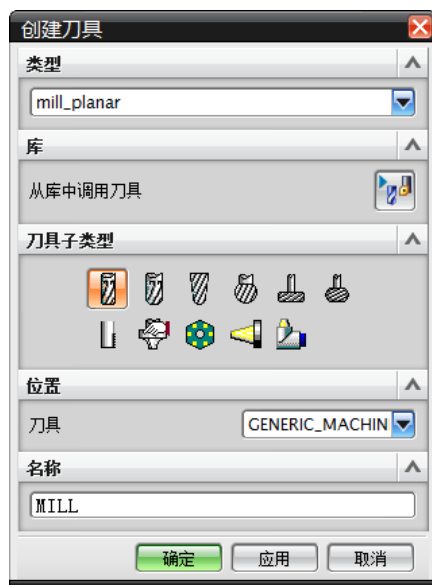 创建刀具
类型
mill_planar
库
从库中调用刀具
刀具子类型
位置
刀具 GENERIC_MACHIN
名称
MILL
确定 应用 取消